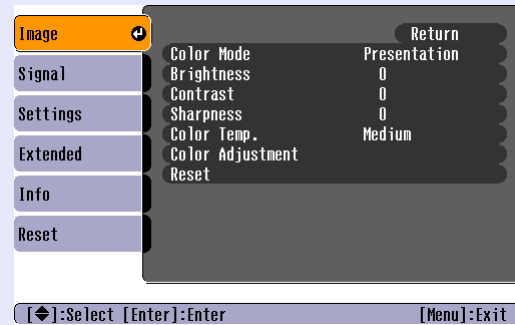 Image
Signal
Settings
Extended
Info
Reset
Return
Color Mode Presentation
Brightness 0
Contrast 0
Sharpness 0
Color Temp. Medium
Color Adjustment
Reset
[◆]:Select [Enter]:Enter [Menu]:Exit